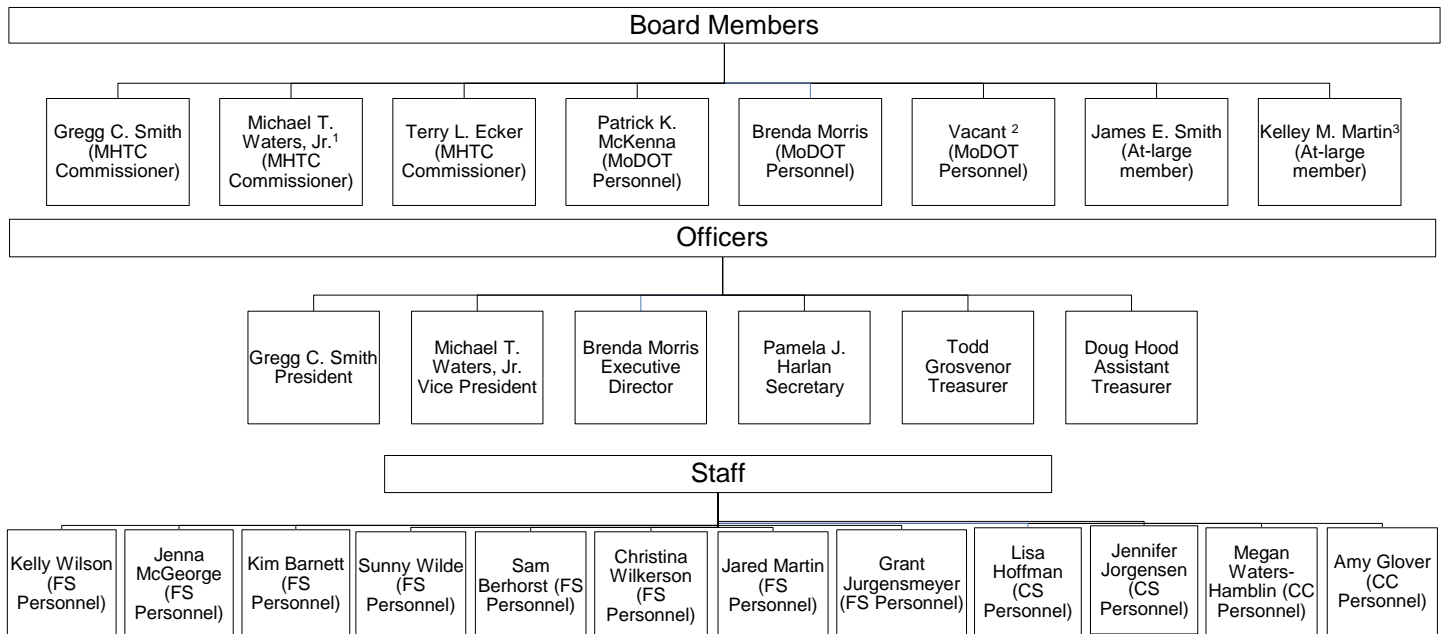 Board Members
Gregg C. Smith
(MHTC
Commissioner)
Michael T.
Waters, Jr.¹
(MHTC
Commissioner)
Terry L. Ecker
(MHTC
Commissioner)
Patrick K.
McKenna
(MoDOT
Personnel)
Brenda Morris
(MoDOT
Personnel)
Vacant ²
(MoDOT
Personnel)
James E. Smith
(At-large
member)
Kelley M. Martin³
(At-large
member)
Officers
Gregg C. Smith
President
Michael T.
Waters, Jr.
Vice President
Brenda Morris
Executive
Director
Pamela J.
Harlan
Secretary
Todd
Grosvenor
Treasurer
Doug Hood
Assistant
Treasurer
Staff
Kelly Wilson
(FS
Personnel)
Jenna
McGeorge
(FS
Personnel)
Kim Barnett
(FS
Personnel)
Sunny Wilde
(FS
Personnel)
Sam
Berhorst (FS
Personnel)
Christina
Wilkerson
(FS
Personnel)
Jared Martin
(FS
Personnel)
Grant
Jurgensmeyer
(FS Personnel)
Lisa
Hoffman
(CS
Personnel)
Jennifer
Jorgensen
(CS
Personnel)
Megan
Waters-
Hamblin (CC
Personnel)
Amy Glover
(CC
Personnel)